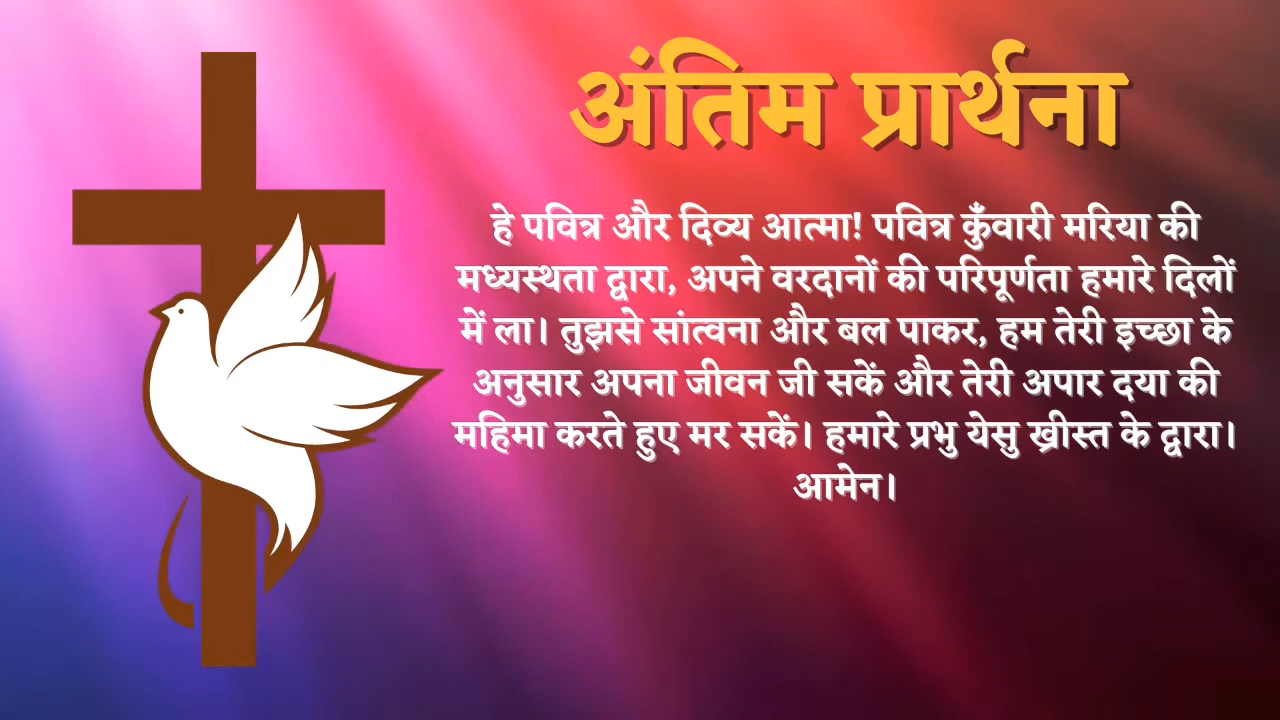 अंतिम प्रार्थना
हे पवित्र और दिव्य आत्मा! पवित्र कुँवारी मरिया की
मध्यस्थता द्वारा, अपने वरदानों की परिपूर्णता हमारे दिलों
में ला। तुझसे सांत्वना और बल पाकर, हम तेरी इच्छा के
अनुसार अपना जीवन जी सकें और तेरी अपार दया की
महिमा करते हुए मर सकें। हमारे प्रभु येसु ख्रीस्त के द्वारा।
आमेन।